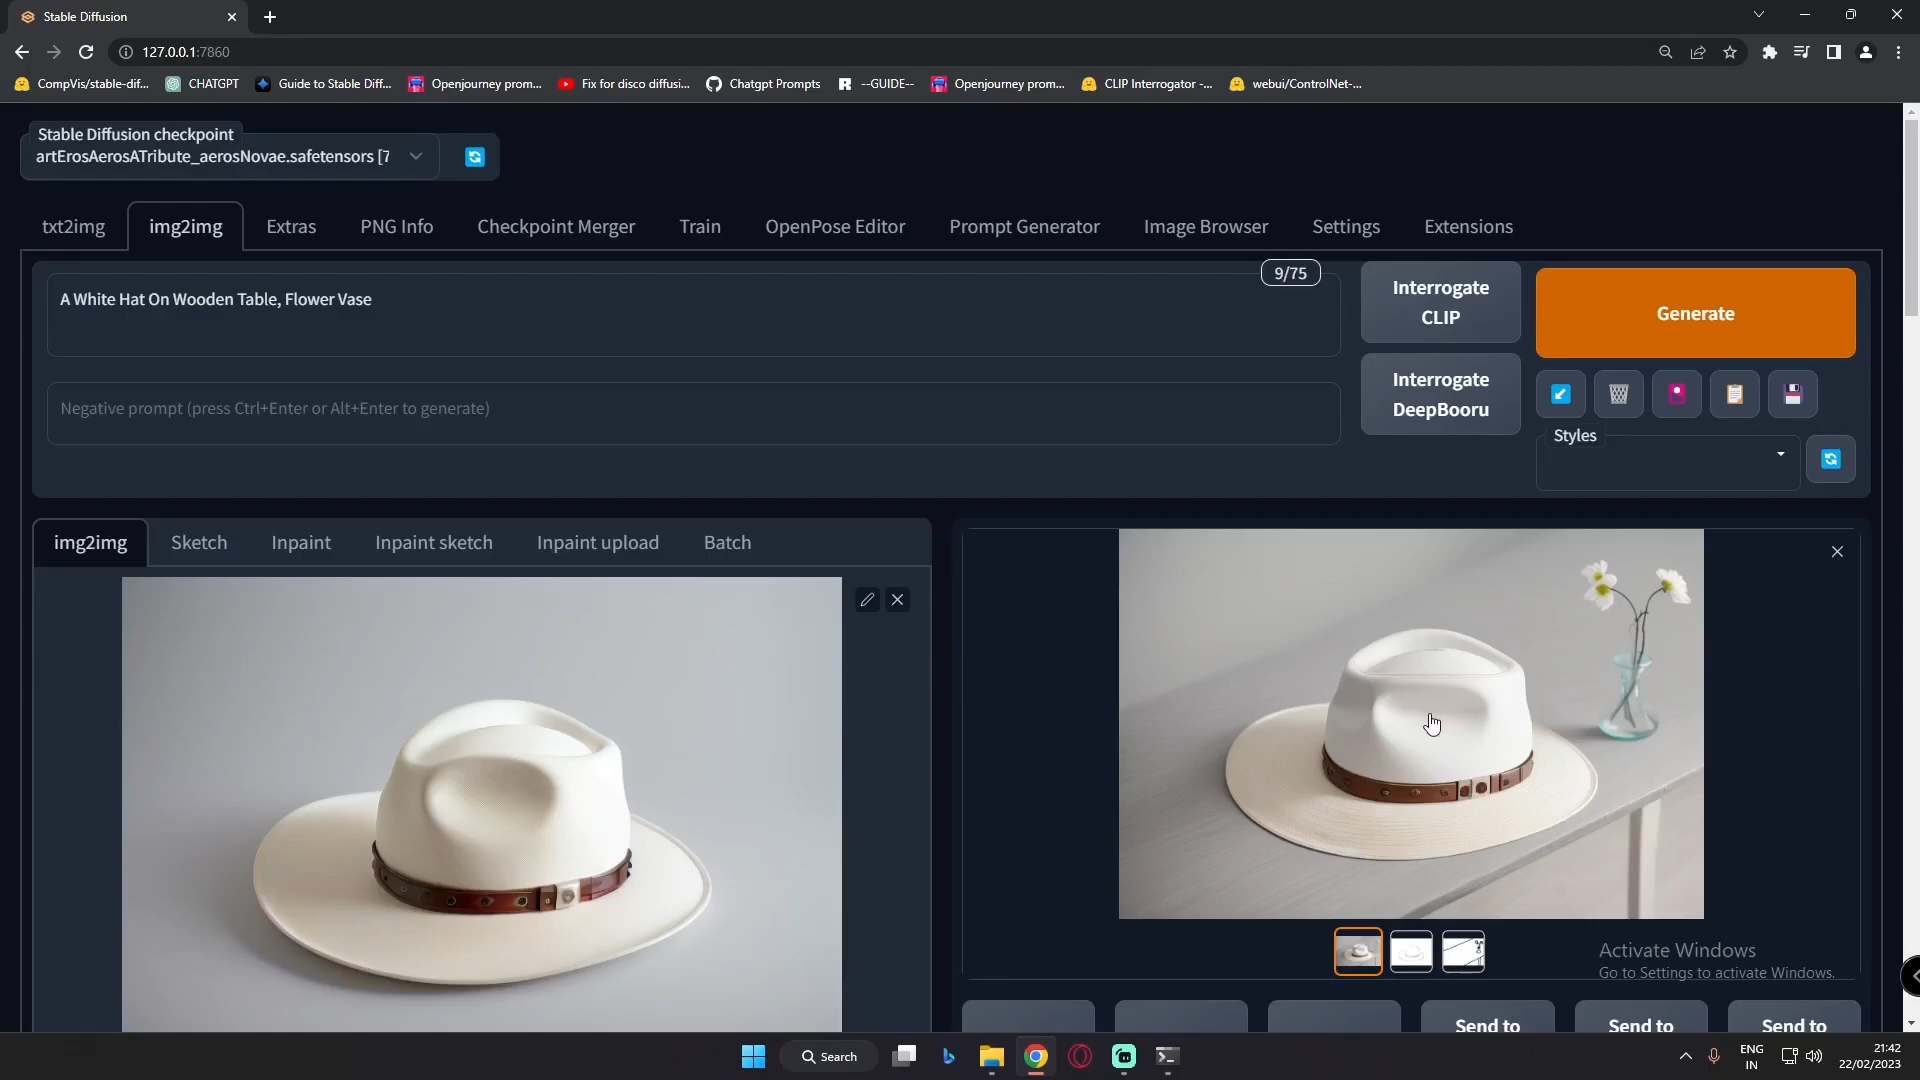 Stable Diffusion
127.0.0.1:7860
CompVis/stable-dif... CHATGPT Guide to Stable Diff... Openjourney prom... Fix for disco diffusi... Chatgpt Prompts --GUIDE-- Openjourney prom... CLIP Interrogator -... webui/ControlNet-...
Stable Diffusion checkpoint
artErosAerosATribute_aerosNovae.safetensors [7
txt2img img2img Extras PNG Info Checkpoint Merger Train OpenPose Editor Prompt Generator Image Browser Settings Extensions
9/75
A White Hat On Wooden Table, Flower Vase
Negative prompt (press Ctrl+Enter or Alt+Enter to generate)
Interrogate
CLIP
Interrogate
DeepBooru
Generate
Styles
img2img Sketch Inpaint Inpaint sketch Inpaint upload Batch
Activate Windows
Go to Settings to activate Windows.
Send to Send to Send to
Search
ENG
IN
21:42
22/02/2023